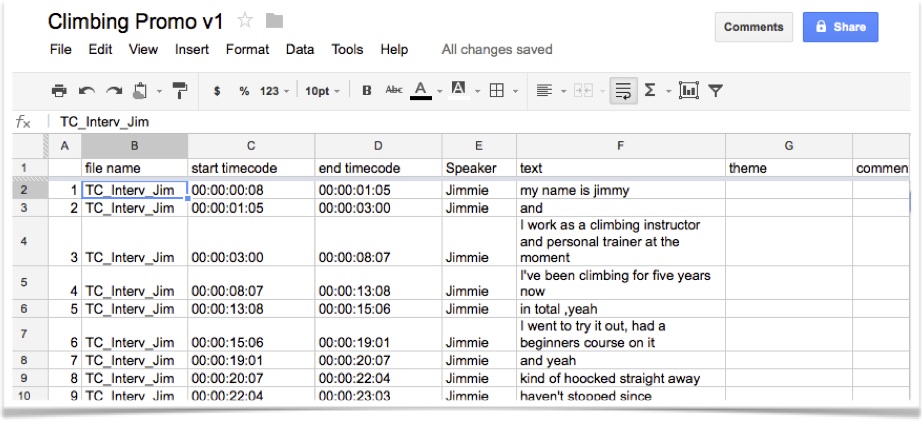 Climbing Promo v1
Comments
Share
File Edit View Insert Format Data Tools Help All changes saved
$ % 123 10pt B Abc A A Σ
fx TC_Interv_Jim
A B C D E F G
1 file name start timecode end timecode Speaker text theme commen
2 1 TC_Interv_Jim 00:00:00:08 00:00:01:05 Jimmie my name is jimmy
3 2 TC_Interv_Jim 00:00:01:05 00:00:03:00 Jimmie and
I work as a climbing instructor
and personal trainer at the
4 3 TC_Interv_Jim 00:00:03:00 00:00:08:07 Jimmie moment
I've been climbing for five years
5 4 TC_Interv_Jim 00:00:08:07 00:00:13:08 Jimmie now
6 5 TC_Interv_Jim 00:00:13:08 00:00:15:06 Jimmie in total ,yeah
I went to try it out, had a
7 6 TC_Interv_Jim 00:00:15:06 00:00:19:01 Jimmie beginners course on it
8 7 TC_Interv_Jim 00:00:19:01 00:00:20:07 Jimmie and yeah
9 8 TC_Interv_Jim 00:00:20:07 00:00:22:04 Jimmie kind of hoocked straight away
10 9 TC_Interv_Jim 00:00:22:04 00:00:23:03 Jimmie haven't stopped since